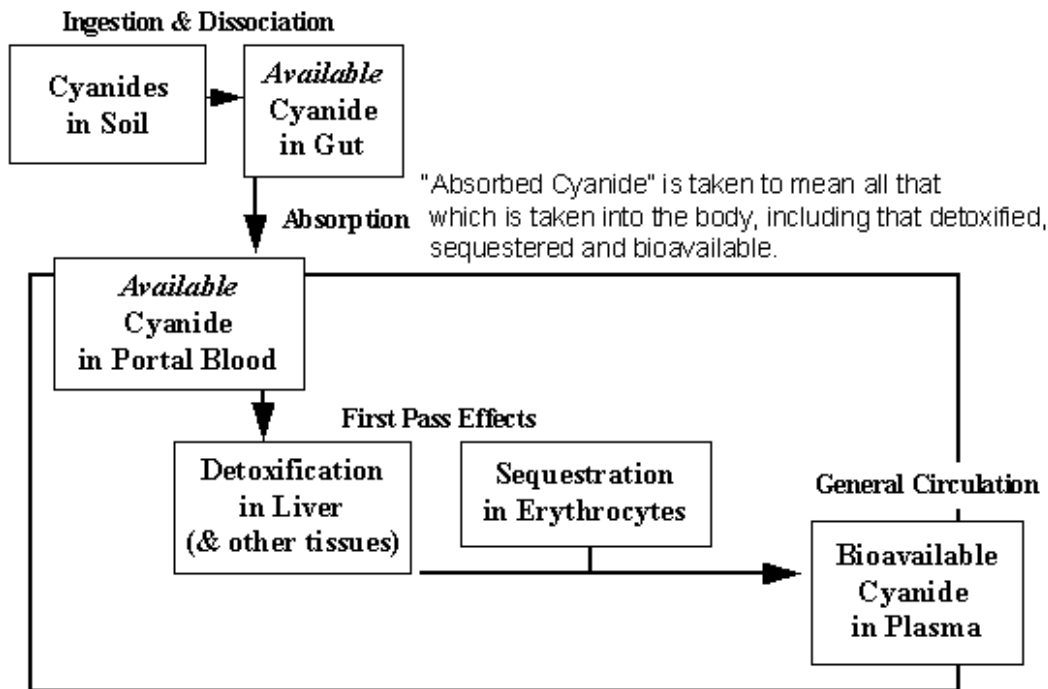 Ingestion & Dissociation
Cyanides
in Soil
Available
Cyanide
in Gut
Absorption
"Absorbed Cyanide" is taken to mean all that
which is taken into the body, including that detoxified,
sequestered and bioavailable.
Available
Cyanide
in Portal Blood
First Pass Effects
Detoxification
in Liver
(& other tissues)
Sequestration
in Erythrocytes
General Circulation
Bioavailable
Cyanide
in Plasma